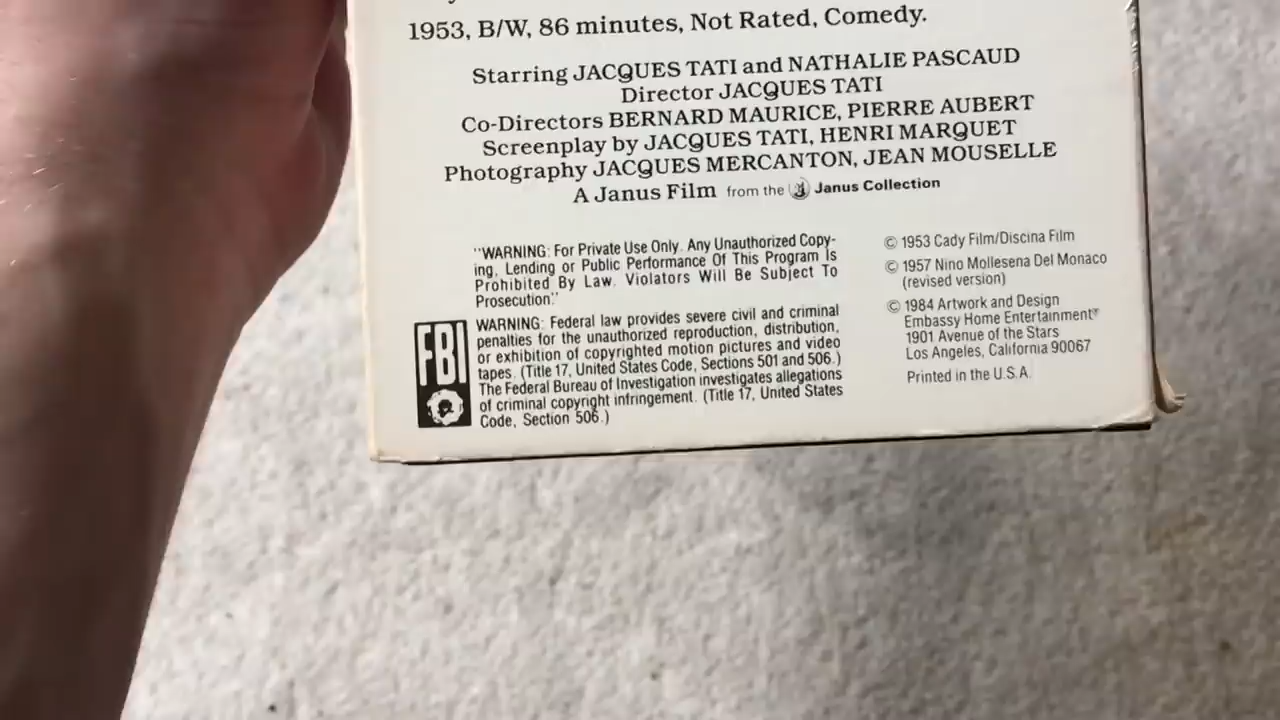 1953, B/W, 86 minutes, Not Rated, Comedy.
Starring JACQUES TATI and NATHALIE PASCAUD
Director JACQUES TATI
Co-Directors BERNARD MAURICE, PIERRE AUBERT
Screenplay by JACQUES TATI, HENRI MARQUET
Photography JACQUES MERCANTON, JEAN MOUSELLE
A Janus Film from the Janus Collection
"WARNING: For Private Use Only. Any Unauthorized Copy-
ing, Lending or Public Performance Of This Program Is
Prohibited By Law. Violators Will Be Subject To
Prosecution."
FBI
WARNING: Federal law provides severe civil and criminal
penalties for the unauthorized reproduction, distribution,
or exhibition of copyrighted motion pictures and video
tapes. (Title 17, United States Code, Sections 501 and 506.)
The Federal Bureau of Investigation investigates allegations
of criminal copyright infringement. (Title 17, United States
Code, Section 506.)
© 1953 Cady Film/Discina Film
© 1957 Nino Mollesena Del Monaco
(revised version)
© 1984 Artwork and Design
Embassy Home Entertainment®
1901 Avenue of the Stars
Los Angeles, California 90067
Printed in the U.S.A.